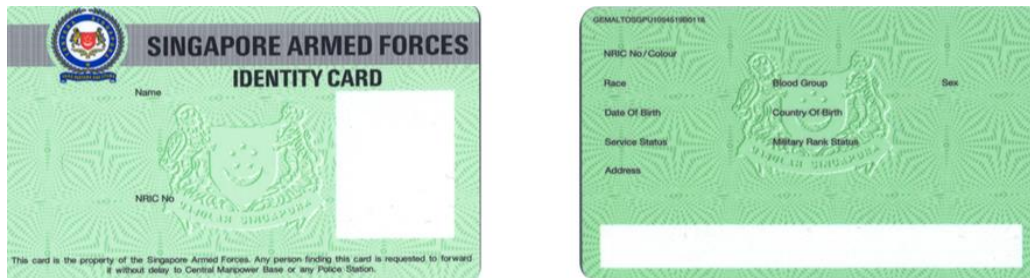 SINGAPORE ARMED FORCES
IDENTITY CARD
Name
NRIC No
This card is the property of the Singapore Armed Forces. Any person finding this card is requested to forward
it without delay to Central Manpower Base or any Police Station.
NRIC No/Colour
Race Blood Group Sex
Date Of Birth Country Of Birth
Service Status Military Rank Status
Address
MAJULAH SINGAPURA